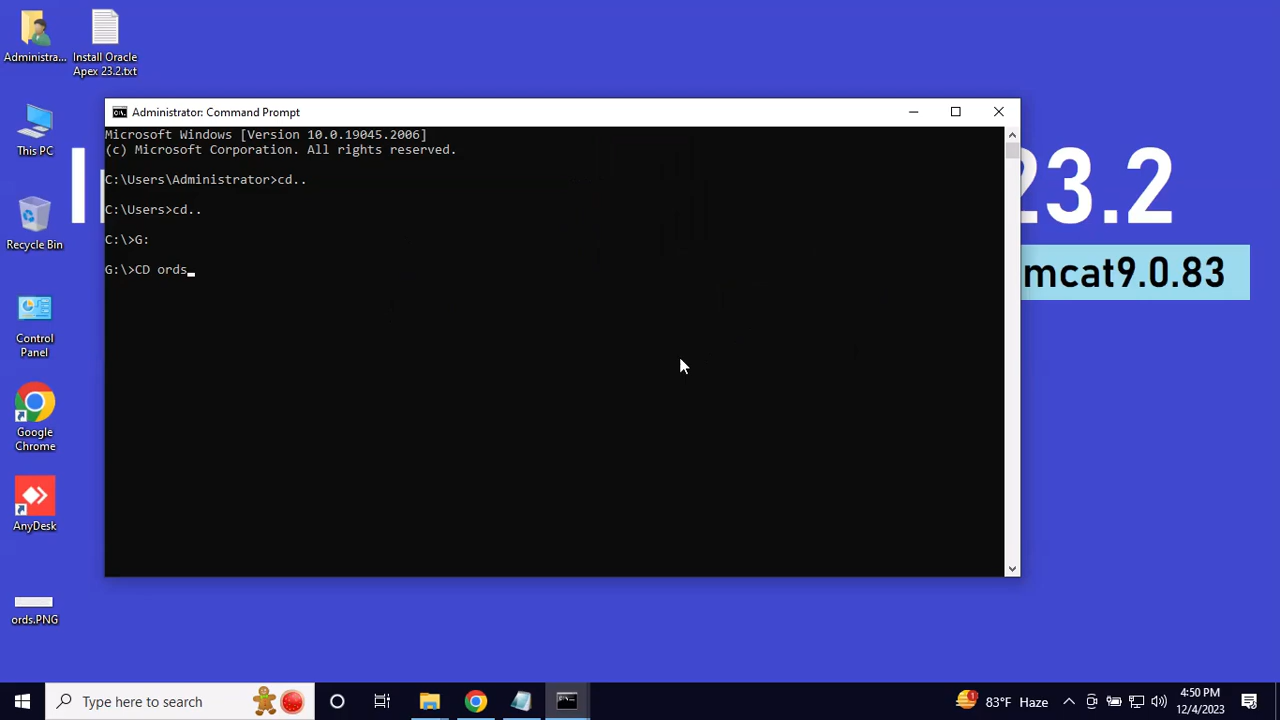 Administra...
Install Oracle
Apex 23.2.txt
This PC
Recycle Bin
Control
Panel
Google
Chrome
AnyDesk
ords.PNG
Administrator: Command Prompt
Microsoft Windows [Version 10.0.19045.2006]
(c) Microsoft Corporation. All rights reserved.
C:\Users\Administrator>cd..
C:\Users>cd..
C:\>G:
G:\>CD ords
23.2
mcat9.0.83
Type here to search
83°F Haze
4:50 PM
12/4/2023